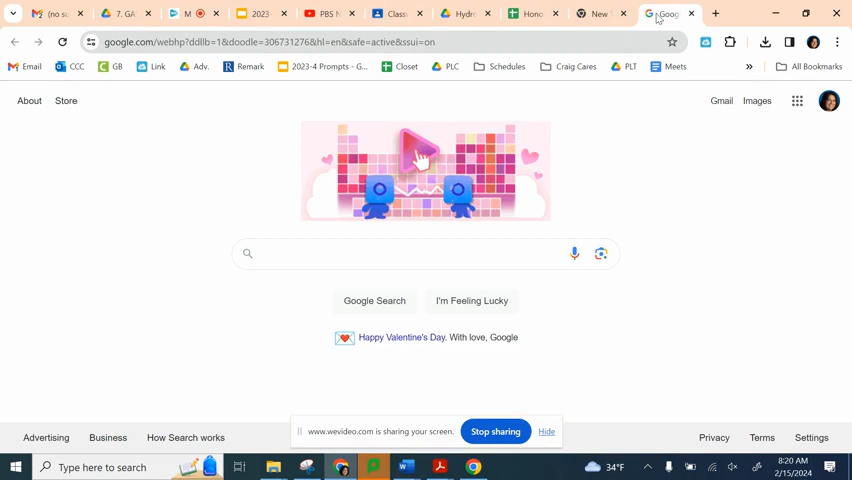 (no su
7. GA
M
2023-
PBS N
Classw
Hydro
Hono
New
Goog
google.com/webhp?ddllb=1&doodle=306731276&hl=en&safe=active&ssui=on
Email CCC GB Link Adv. Remark 2023-4 Prompts - G... Closet PLC Schedules Craig Cares PLT Meets » All Bookmarks
About Store Gmail Images
Google Search I'm Feeling Lucky
Happy Valentine's Day. With love, Google
www.wevideo.com is sharing your screen. Stop sharing Hide
Advertising Business How Search works Privacy Terms Settings
Type here to search 34°F 8:20 AM
2/15/2024